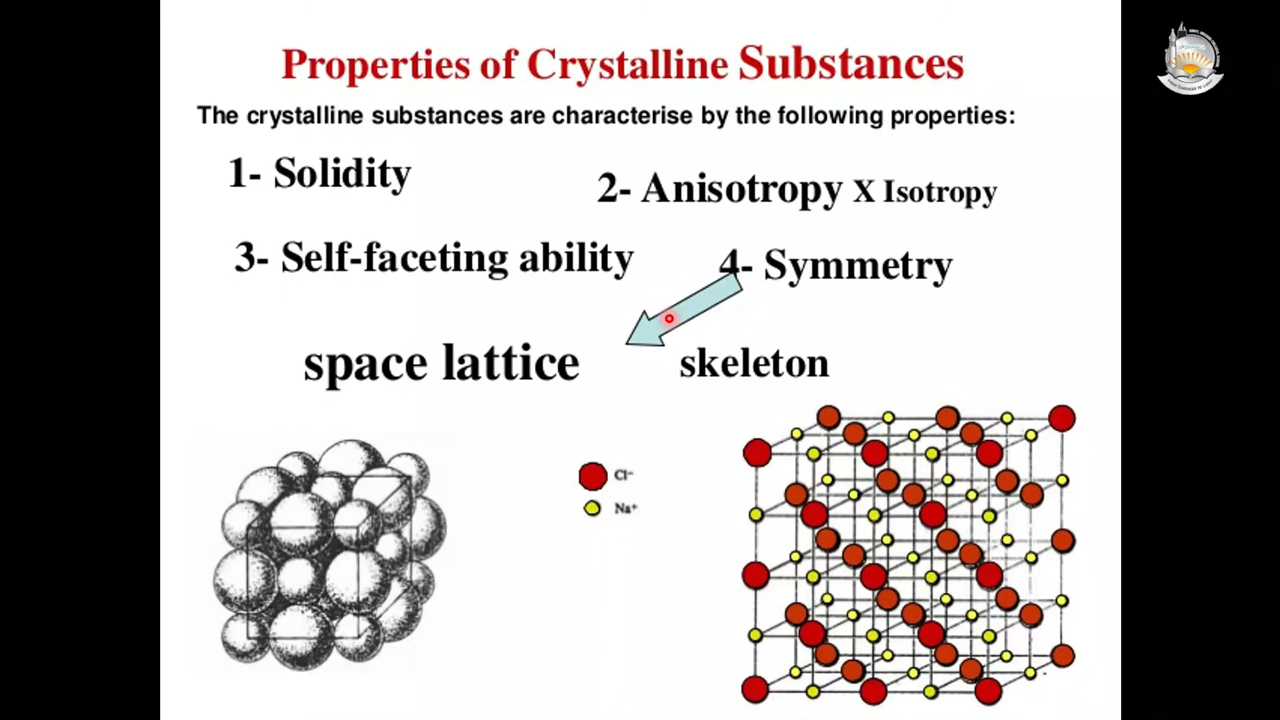 Properties of Crystalline Substances
The crystalline substances are characterise by the following properties:
1- Solidity
2- Anisotropy X Isotropy
3- Self-faceting ability
4- Symmetry
space lattice
skeleton
Cl⁻
Na⁺